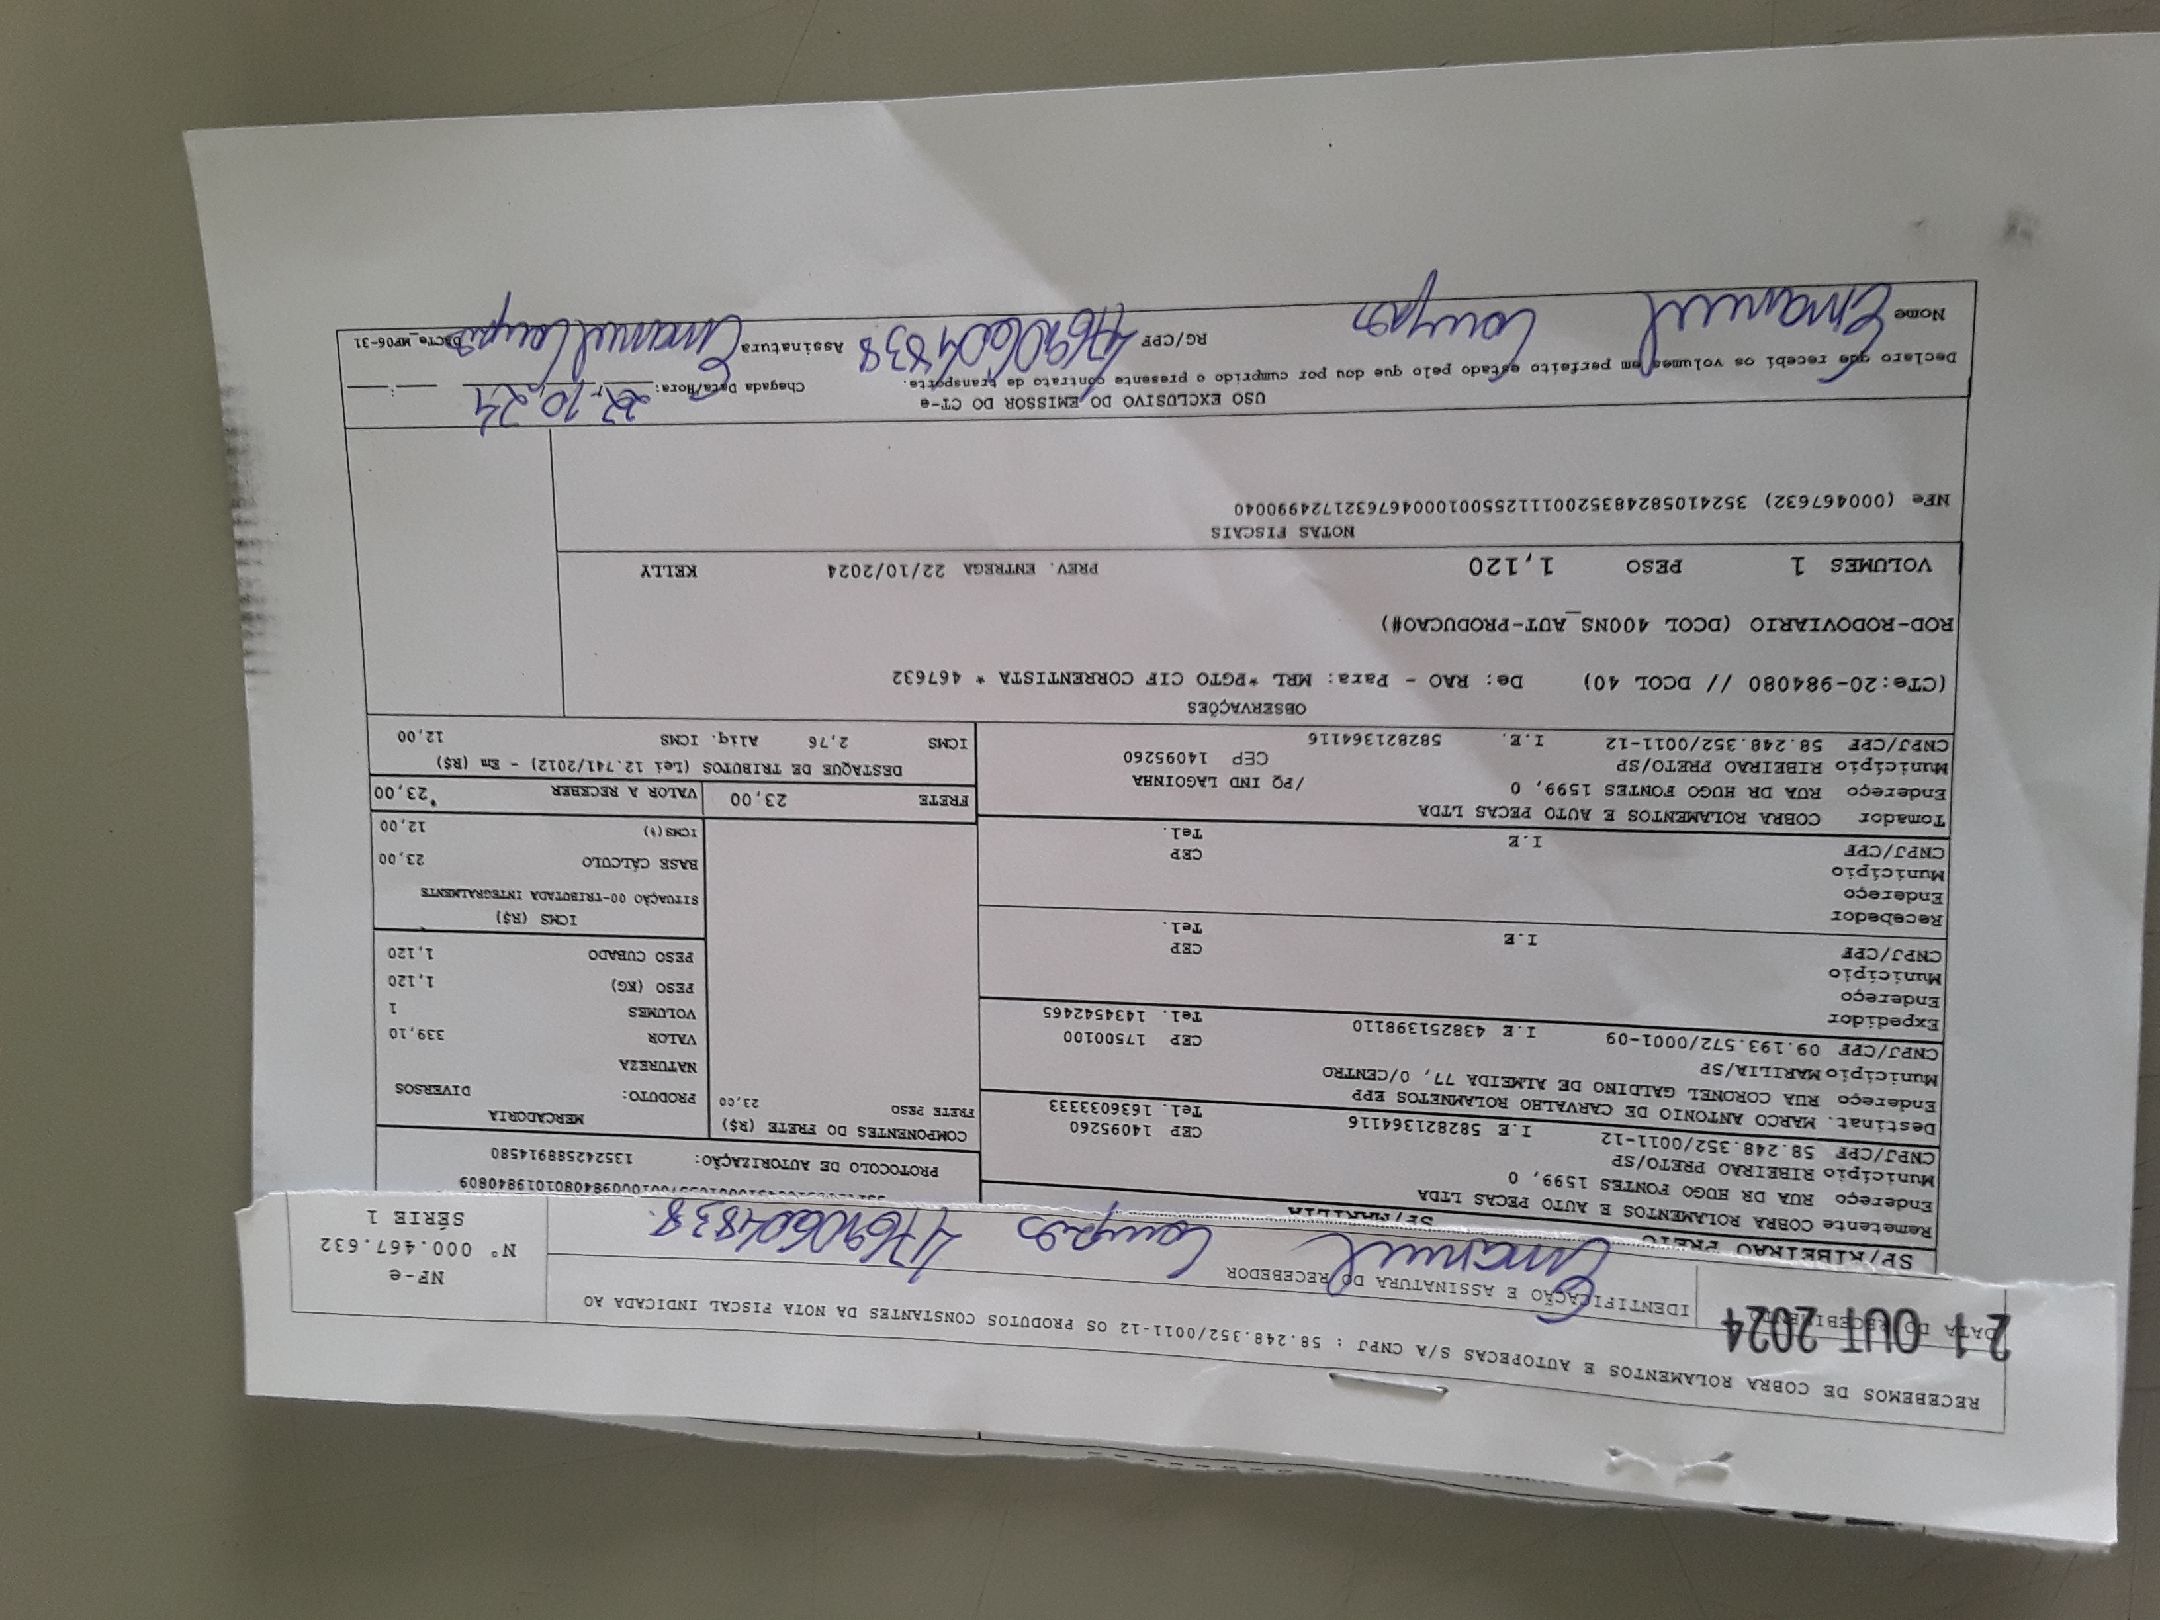 RECEBEMOS DE COBRA ROLAMENTOS E AUTOPECAS S/A CNPJ : 58.248.352/0011-12 OS PRODUTOS CONSTANTES DA NOTA FISCAL INDICADA AO
21 OUT 2024
IDENTIFICAÇÃO E ASSINATURA DO RECEBEDOR
Emanuel 47690604838
NF-e
Nº 000.467.632
SÉRIE 1
SP/RIBEIRAO PRETO
SP/MARILIA
Remetente COBRA ROLAMENTOS E AUTO PECAS LTDA
Endereço RUA DR HUGO FONTES 1599, 0
Município RIBEIRAO PRETO/SP CEP 14095260
CNPJ/CPF 58.248.352/0011-12 I.E 582821364116 Tel. 1636033333
Destinat. MARCO ANTONIO DE CARVALHO ROLAMNETOS EPP
Endereço RUA CORONEL GALDINO DE ALMEIDA 77, 0/CENTRO
Município MARILIA/SP CEP 17500100
CNPJ/CPF 09.193.572/0001-09 I.E 438251398110 Tel. 1434542465
Expedidor
Endereço
Município CEP
CNPJ/CPF I.E Tel.
Recebedor
Endereço
Município CEP
CNPJ/CPF I.E Tel.
Tomador COBRA ROLAMENTOS E AUTO PECAS LTDA
Endereço RUA DR HUGO FONTES 1599, 0 /PQ IND LAGOINHA
Município RIBEIRAO PRETO/SP CEP 14095260
CNPJ/CPF 58.248.352/0011-12 I.E. 582821364116
PROTOCOLO DE AUTORIZAÇÃO: 135242588914580
COMPONENTES DO FRETE (R$)
FRETE PESO 23,00
MERCADORIA
PRODUTO: DIVERSOS
NATUREZA
VALOR 339,10
VOLUMES 1
PESO (KG) 1,120
PESO CUBADO 1,120
ICMS (R$)
SITUAÇÃO 00-TRIBUTADA INTEGRALMENTE
BASE CÁLCULO 23,00
ICMS(%) 12,00
FRETE 23,00 VALOR A RECEBER *23,00
DESTAQUE DE TRIBUTOS (Lei 12.741/2012) - Em (R$)
ICMS 2,76 Aliq. ICMS 12,00
OBSERVAÇÕES
(CTe:20-984080 // DCOL 40) De: RAO - Para: MRL *PGTO CIF CORRENTISTA * 467632
ROD-RODOVIARIO (DCOL 400NS_AUT-PRODUCAO#)
VOLUMES 1 PESO 1,120 PREV. ENTREGA 22/10/2024 KELLY
NOTAS FISCAIS
NFe (000467632) 35241058248352001112550010004676321724990040
USO EXCLUSIVO DO EMISSOR DO CT-e
Declaro que recebi os volumes em perfeito estado pelo que dou por cumprido o presente contrato de transporte. Chagada Data/Hora: 22.10.24 :
Nome Emanuel RG/CPF 47690604838 Assinatura Emanuel DACTe_MP06-31